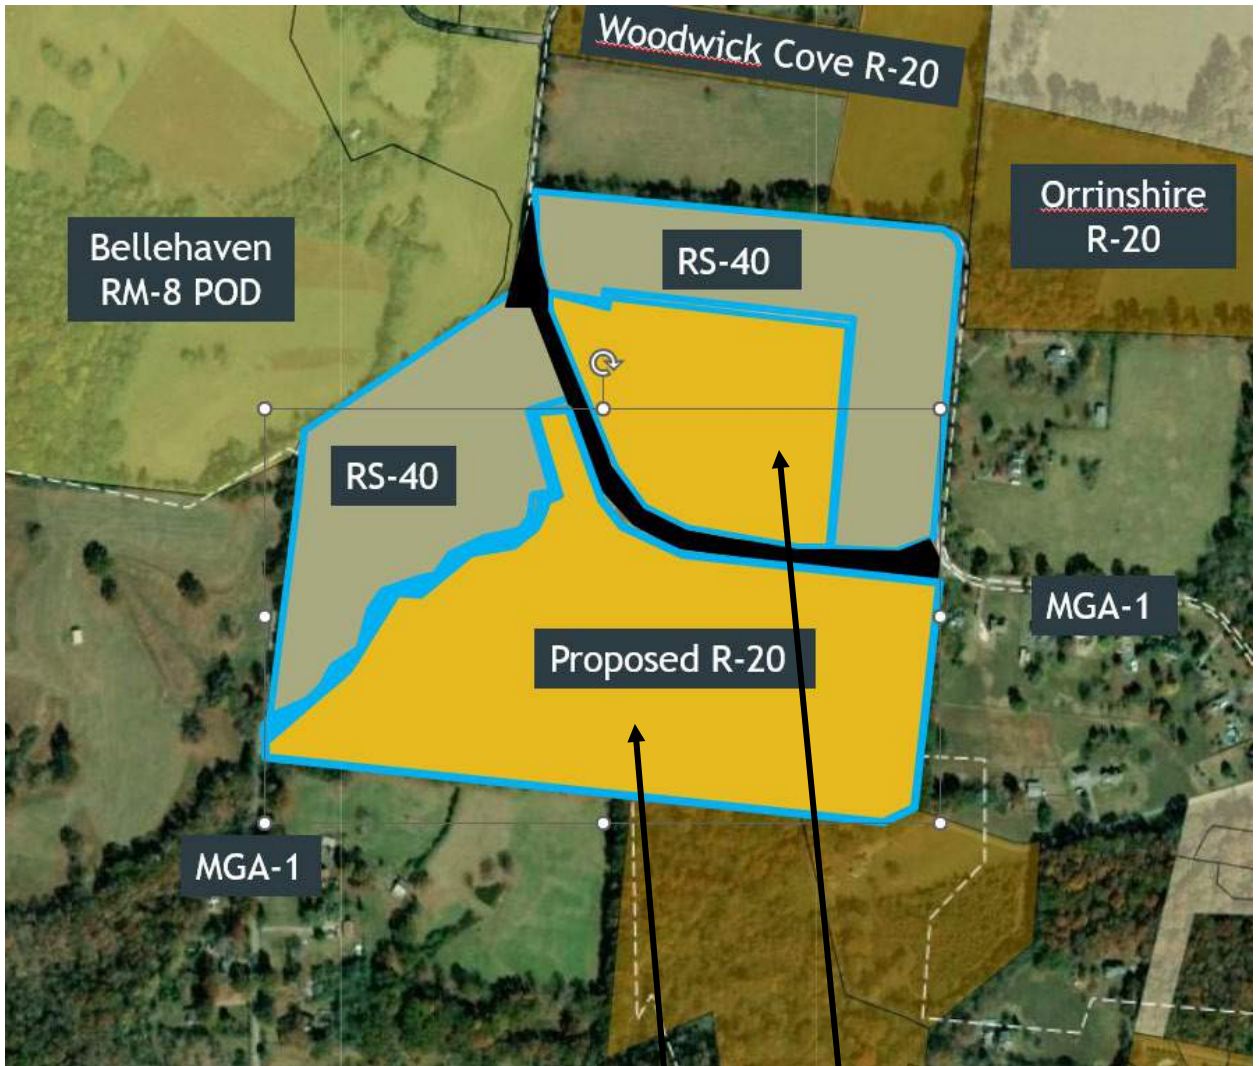 Woodwick Cove R-20
Orrinshire
R-20
Bellehaven
RM-8 POD
RS-40
RS-40
MGA-1
Proposed R-20
MGA-1